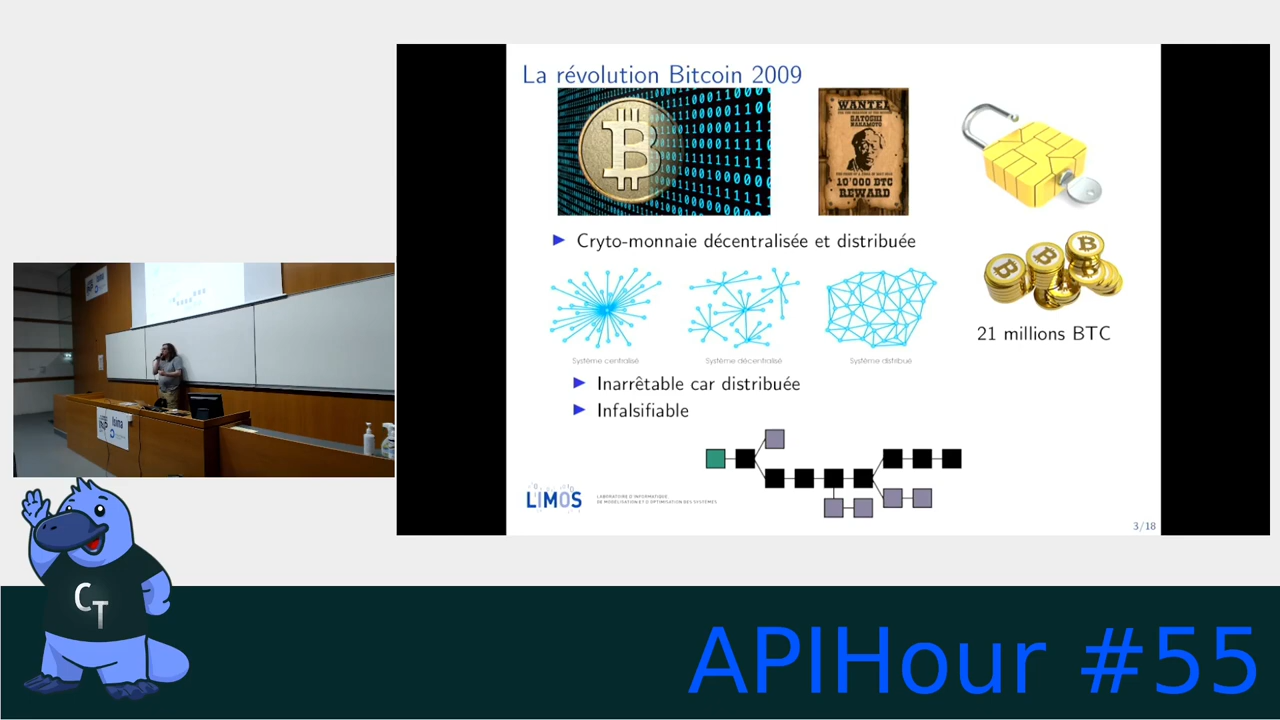 La révolution Bitcoin 2009
WANTED
SATOSHI
NAKAMOTO
10'000 BTC
REWARD
Cryto-monnaie décentralisée et distribuée
Système centralisé
Système décentralisé
Système distribué
21 millions BTC
Inarrêtable car distribuée
Infalsifiable
LIMOS
LABORATOIRE D'INFORMATIQUE
DE MODÉLISATION ET D'OPTIMISATION DES SYSTÈMES
3/18
isima
CT
APIHour #55